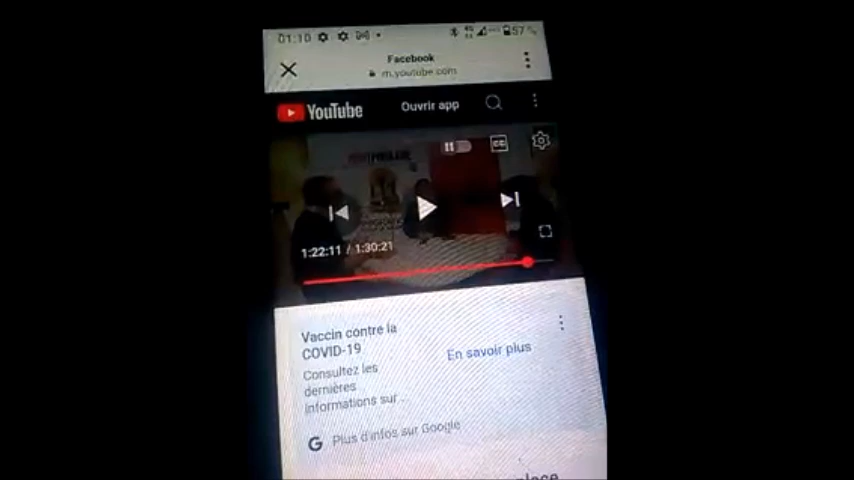 01:10 57%
Facebook
m.youtube.com
YouTube Ouvrir app
CC
1:22:11 / 1:30:21
Vaccin contre la
COVID-19
En savoir plus
Consultez les
dernières
informations sur...
G Plus d'infos sur Google